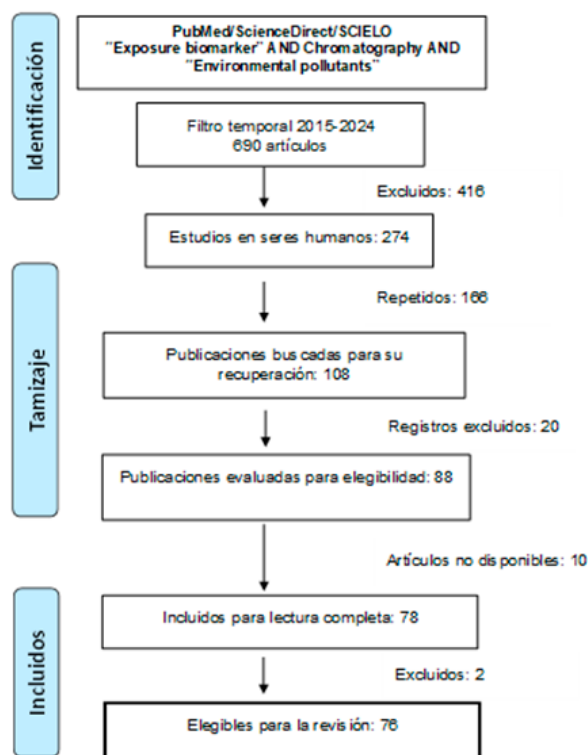 PubMed/ScienceDirect/SCIELO
"Exposure biomarker" AND Chromatography AND
"Environmental pollutants"
Identificación
Filtro temporal 2015-2024
690 artículos
Excluidos: 416
Estudios en seres humanos: 274
Tamizaje
Repetidos: 166
Publicaciones buscadas para su
recuperación: 108
Registros excluidos: 20
Publicaciones evaluadas para elegibilidad: 88
Artículos no disponibles: 10
Incluidos
Incluidos para lectura completa: 78
Excluidos: 2
Elegibles para la revisión: 76